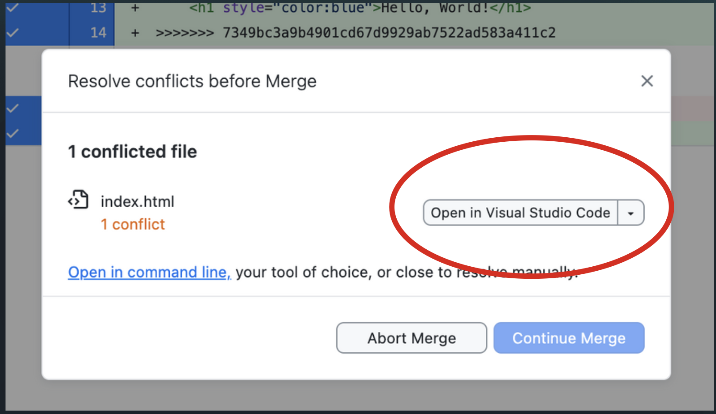 13 + <h1 style="color:blue">Hello, World!</h1>
14 + >>>>>>> 7349bc3a9b4901cd67d9929ab7522ad583a411c2
Resolve conflicts before Merge
1 conflicted file
index.html
1 conflict
Open in Visual Studio Code
Open in command line, your tool of choice, or close to resolve manually.
Abort Merge
Continue Merge